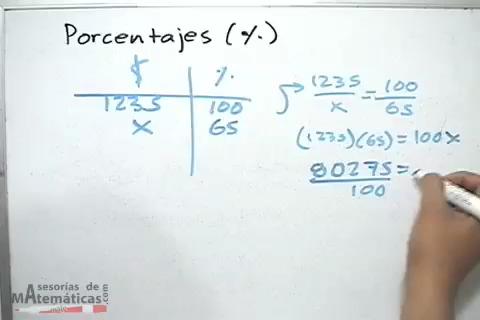 Porcentajes (%)
$ %
1235 100
X 65
1235/x = 100/65
(1235)(65) = 100x
80275/100 =
Asesorías de
Matemáticas.com